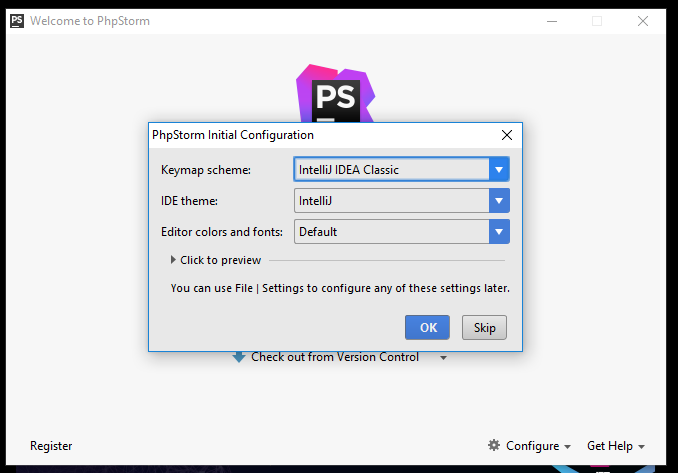 PS Welcome to PhpStorm
PS
PhpStorm Initial Configuration
Keymap scheme: IntelliJ IDEA Classic
IDE theme: IntelliJ
Editor colors and fonts: Default
Click to preview
You can use File | Settings to configure any of these settings later.
OK Skip
Check out from Version Control
Register Configure Get Help